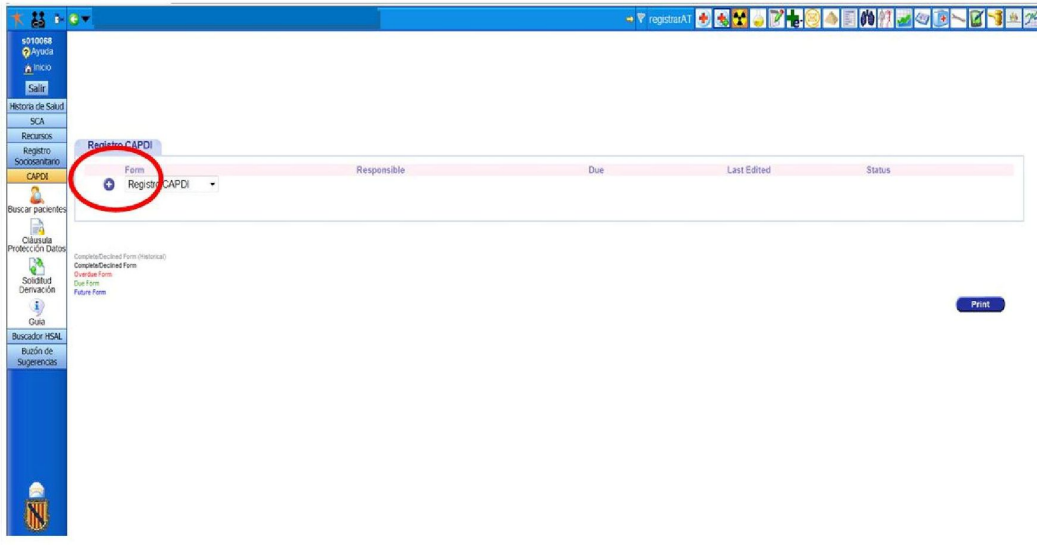 registrarAT
s010068
Ayuda
Inicio
Salir
Historia de Salud
SCA
Recursos
Registro
Sociosanitario
CAPDI
Buscar pacientes
Cláusula
Protección Datos
Solicitud
Derivación
Guia
Buscador HSAL
Buzón de
Sugerencias
Registro CAPDI
Form Responsible Due Last Edited Status
Registro CAPDI
Complete/Declined Form (Historical)
Complete/Declined Form
Overdue Form
Due Form
Future Form
Print